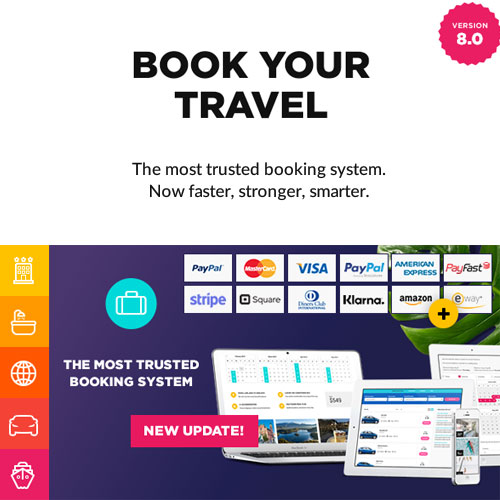 VERSION
8.0
BOOK YOUR
TRAVEL
The most trusted booking system.
Now faster, stronger, smarter.
PayPal
MasterCard
VISA
PayPal
AMERICAN
EXPRESS
PayFast
stripe
Square
Diners Club
INTERNATIONAL
Klarna.
amazon
eway
+
THE MOST TRUSTED
BOOKING SYSTEM
$549
NEW UPDATE!